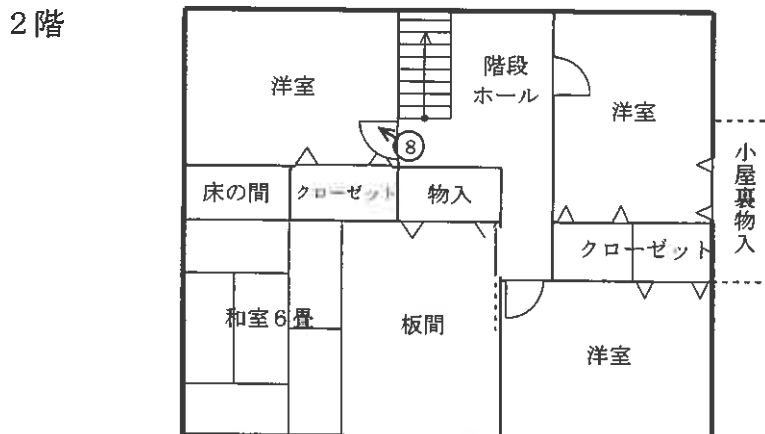 2階
洋室
階段
ホール
洋室
⑧
小屋裏物入
床の間
クローゼット
物入
クローゼット
和室6畳
板間
洋室